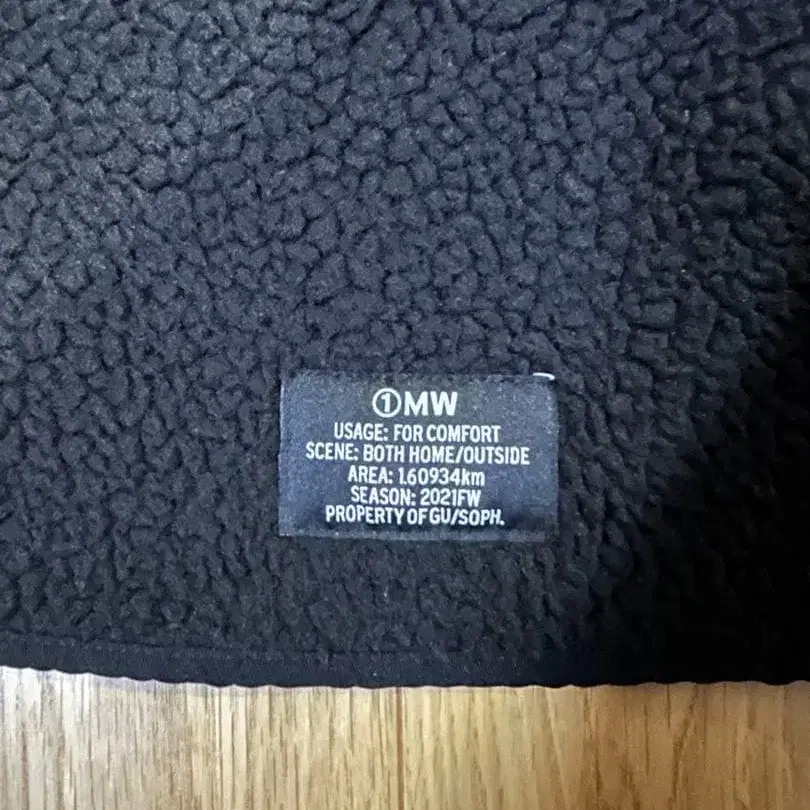 ①MW
USAGE: FOR COMFORT
SCENE: BOTH HOME/OUTSIDE
AREA: 1.60934km
SEASON: 2021FW
PROPERTY OF GU/SOPH.